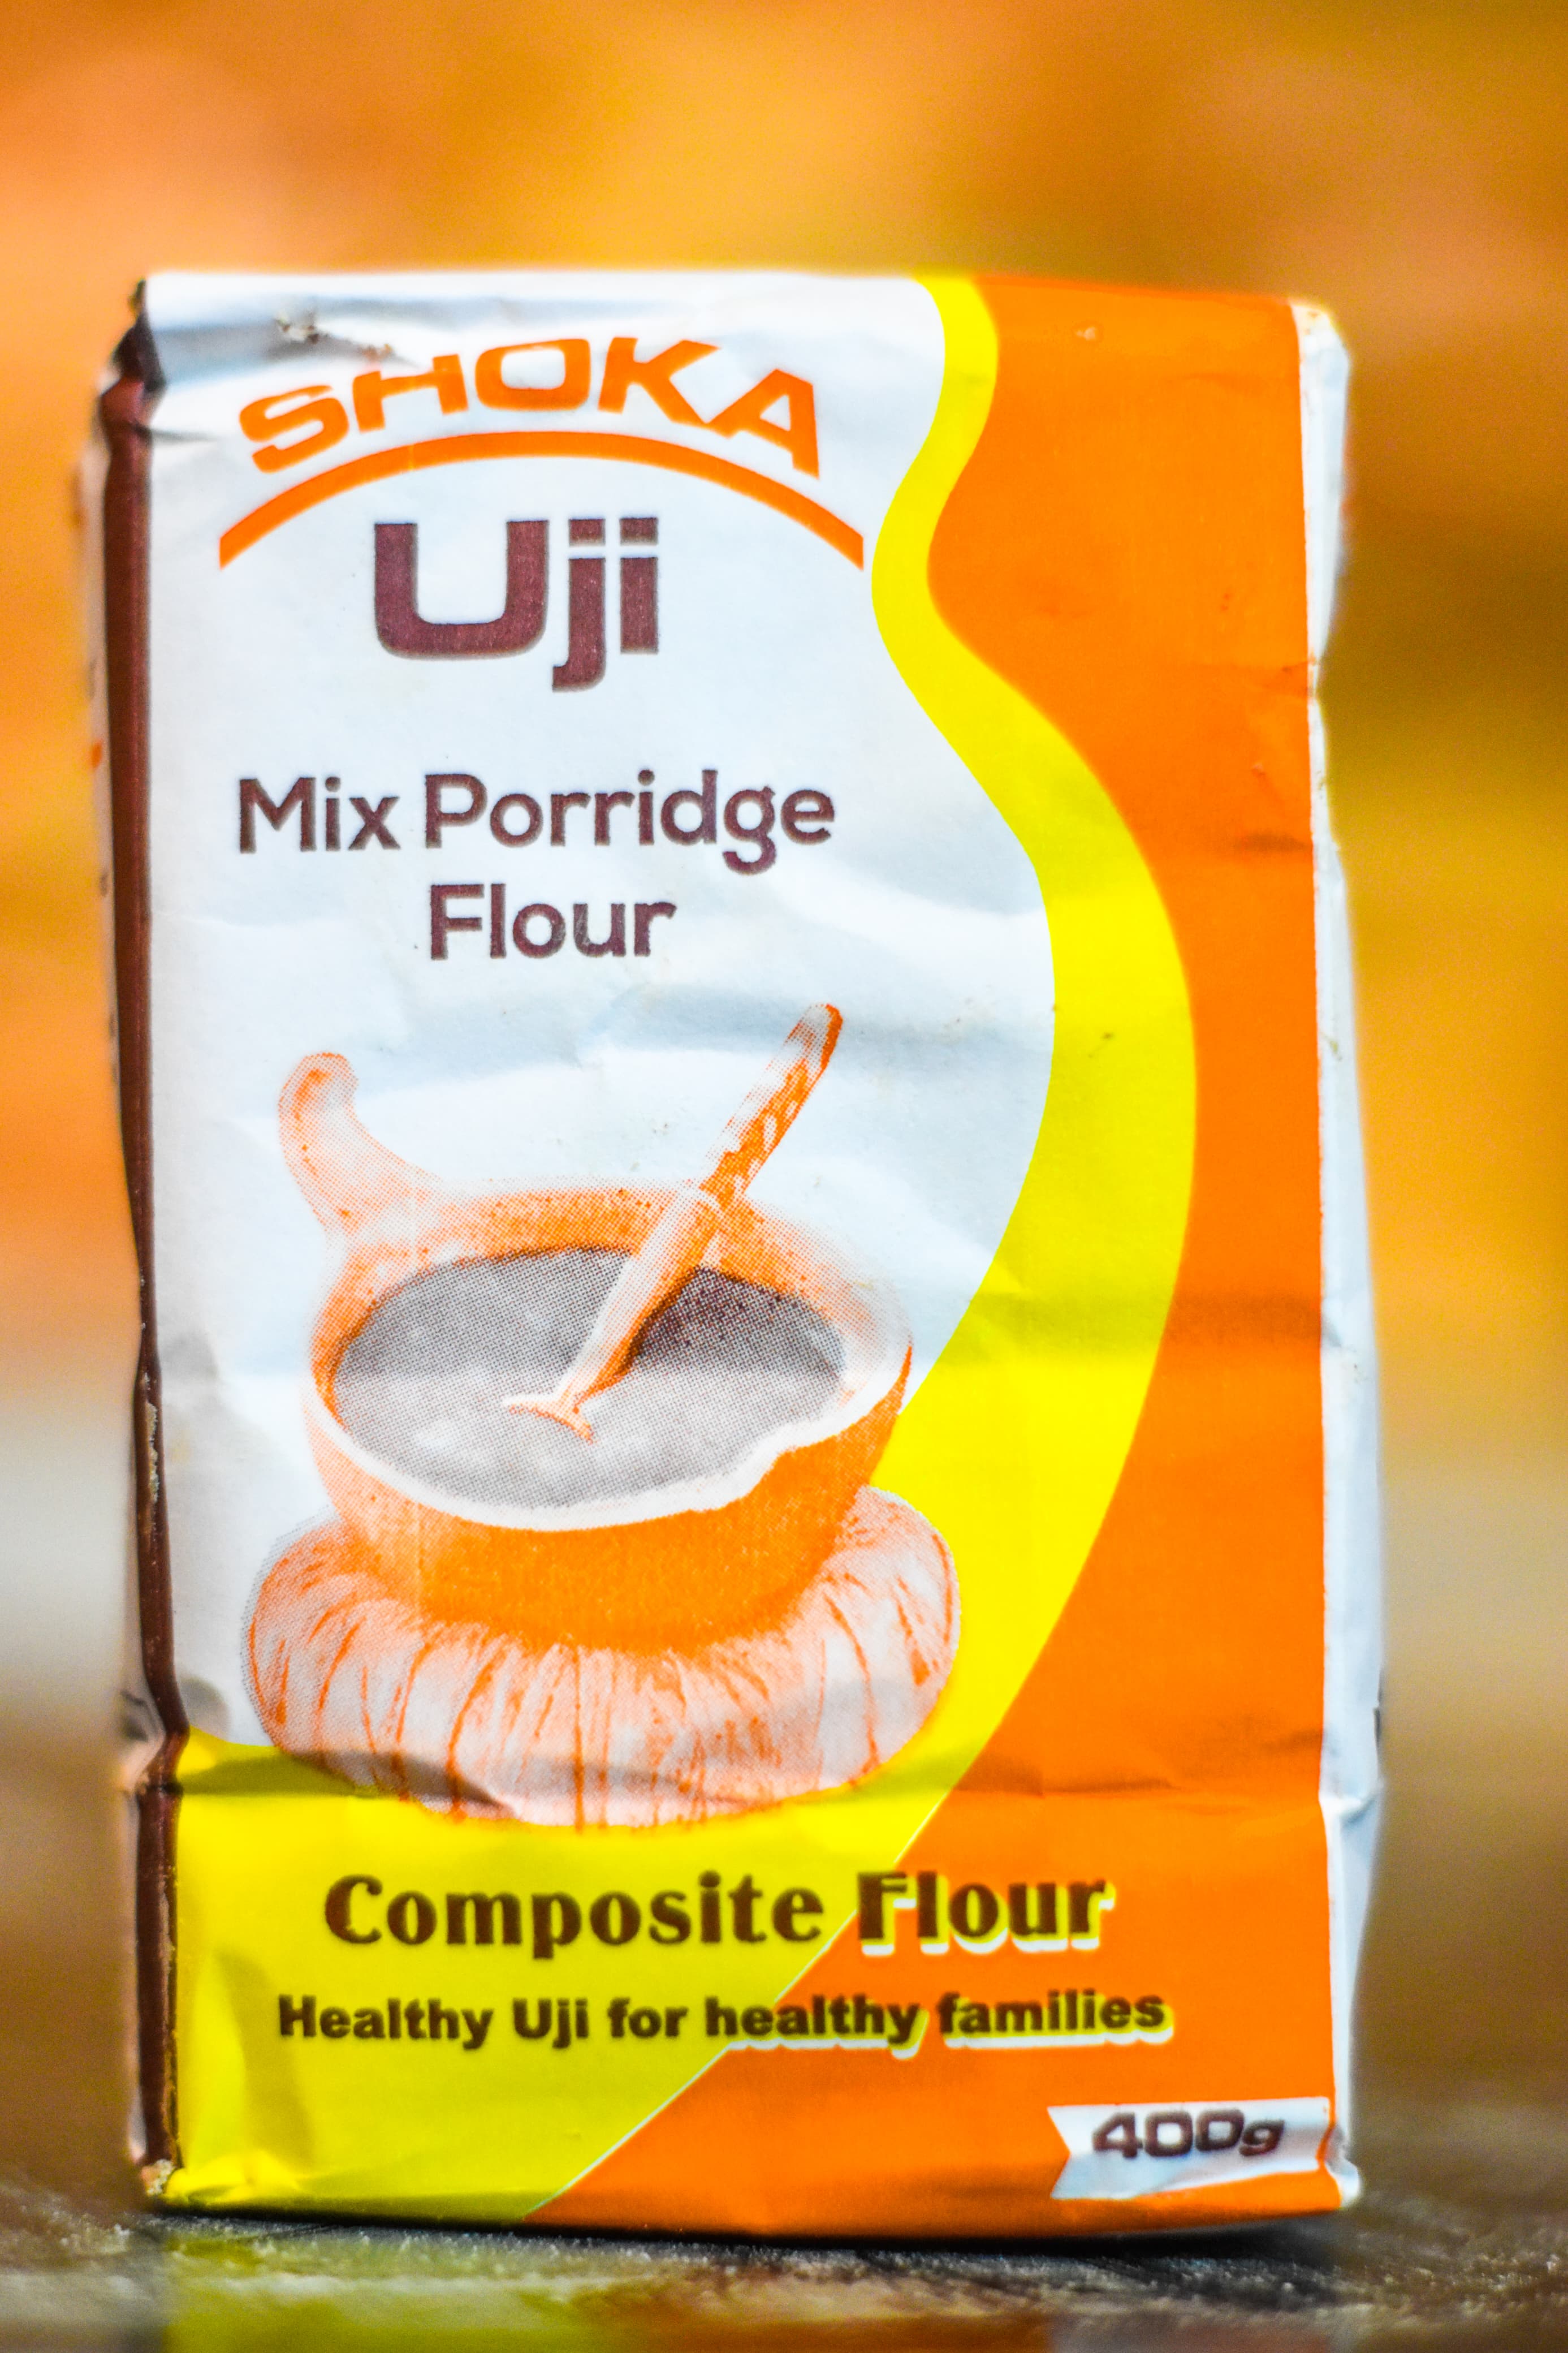 SHOKA
Uji
Mix Porridge
Flour
Composite Flour
Healthy Uji for healthy families
400g